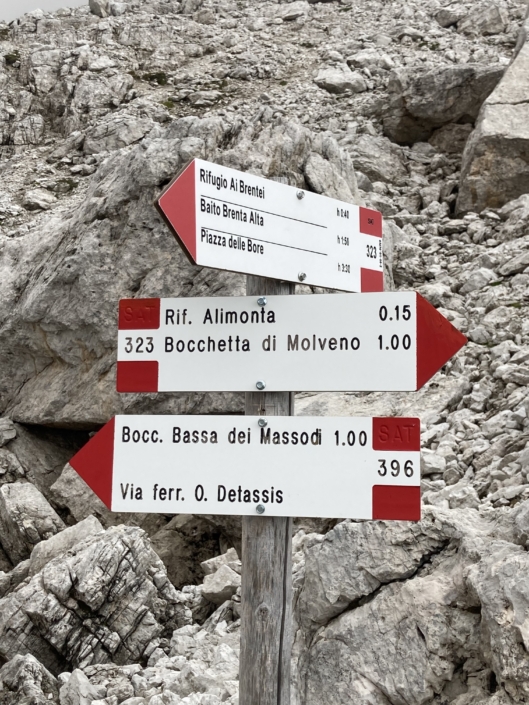 Rifugio Ai Brentei h 0:40
Baito Brenta Alta h 1:50
Piazza delle Bore h 3:30
323
SAT
Rif. Alimonta 0.15
323 Bocchetta di Molveno 1.00
Bocc. Bassa dei Massodi 1.00 SAT
396
Via ferr. O. Detassis